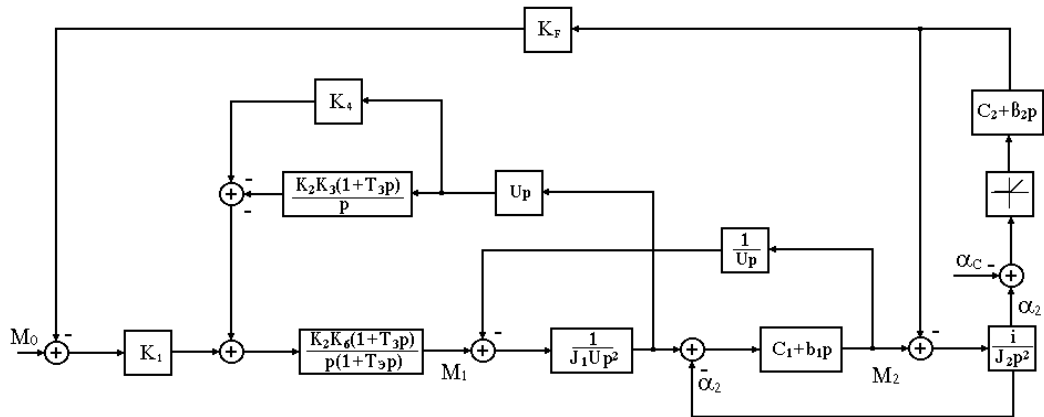 K_F
K₄
C₂+β₂p
K₂K₃(1+T₃p)
p
Up
1
Up
α_C
-
α₂
M₀
-
K₁
-
-
K₂K₆(1+T₃p)
p(1+T_Эp)
M₁
-
1
J₁Up²
-
α₂
C₁+b₁p
M₂
-
i
J₂p²